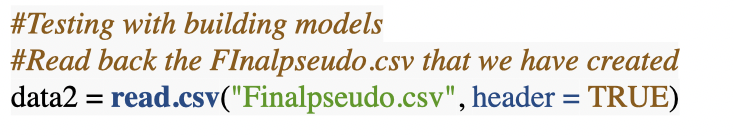 #Testing with building models
#Read back the FInalpseudo.csv that we have created
data2 = read.csv("Finalpseudo.csv", header = TRUE)